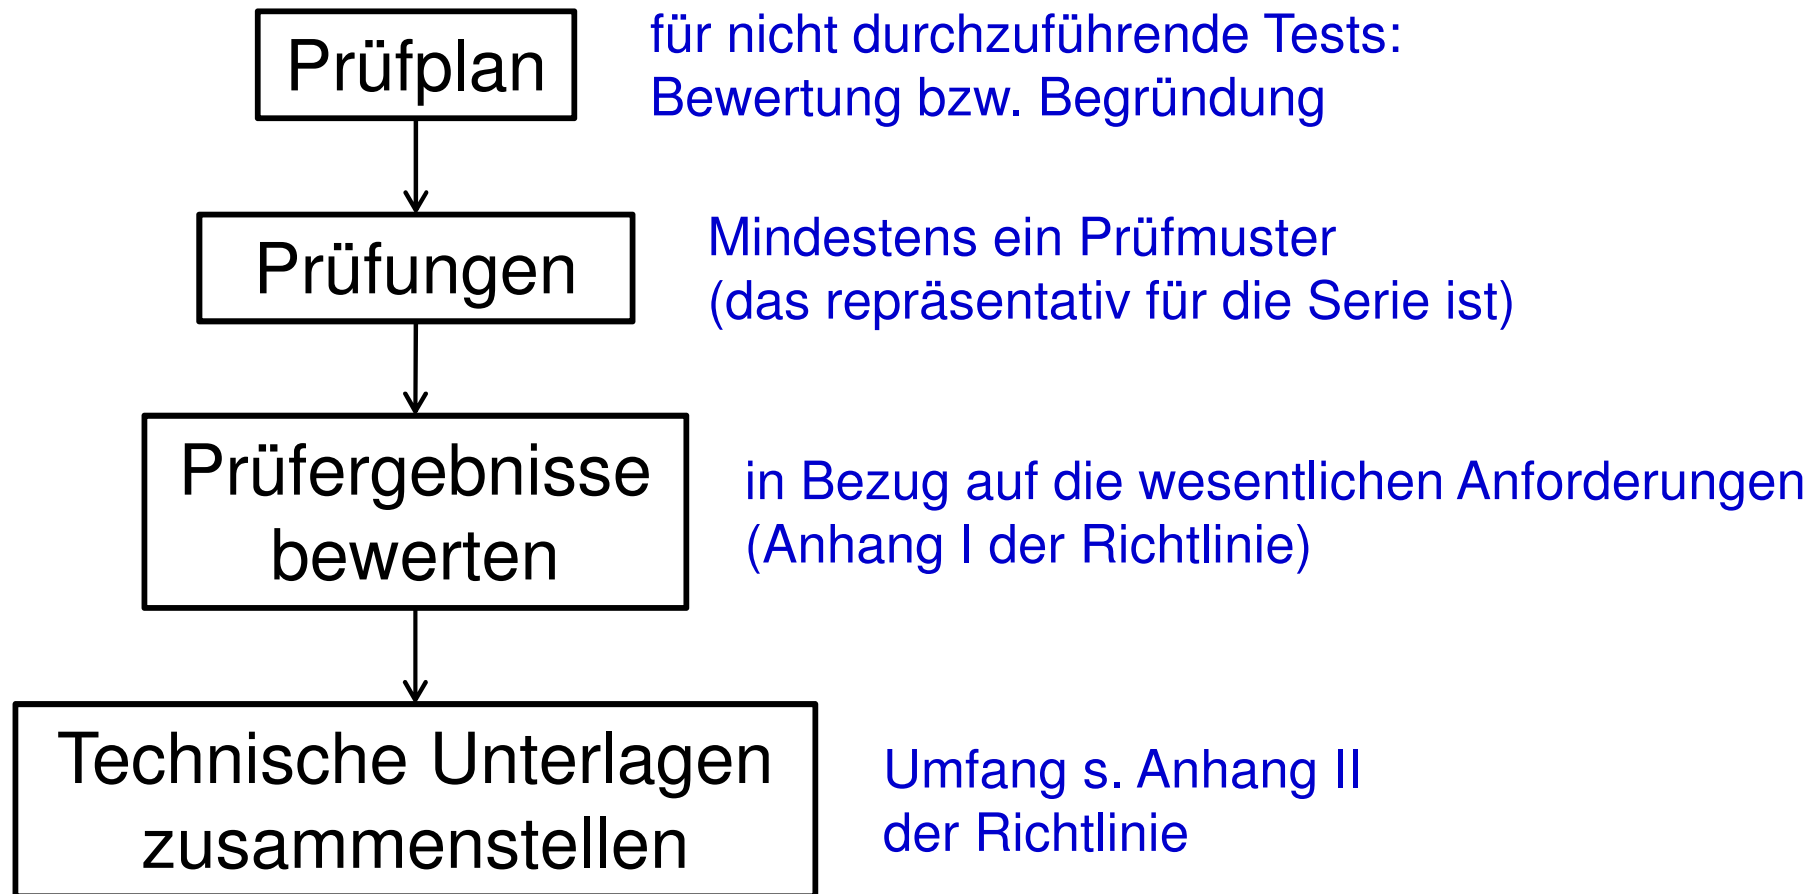 Prüfplan
für nicht durchzuführende Tests:
Bewertung bzw. Begründung
Prüfungen
Mindestens ein Prüfmuster
(das repräsentativ für die Serie ist)
Prüfergebnisse
bewerten
in Bezug auf die wesentlichen Anforderungen
(Anhang I der Richtlinie)
Technische Unterlagen
zusammenstellen
Umfang s. Anhang II
der Richtlinie